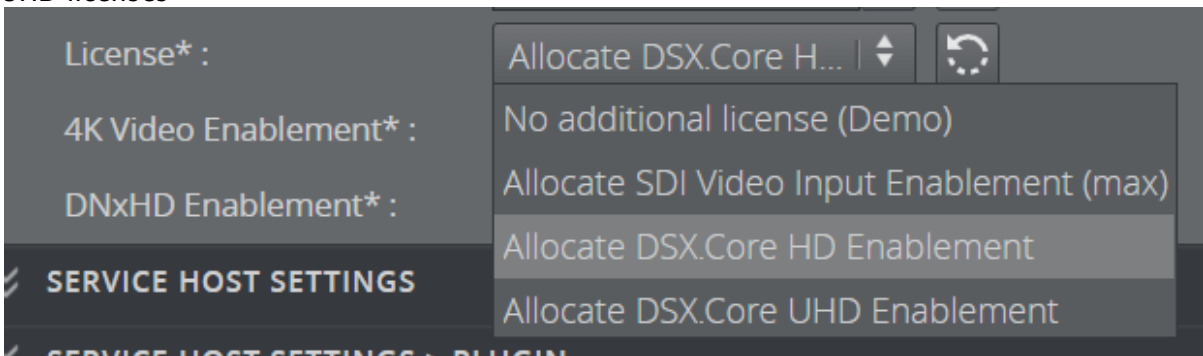 License* :
Allocate DSX.Core H...
No additional license (Demo)
4K Video Enablement* :
Allocate SDI Video Input Enablement (max)
DNxHD Enablement* :
Allocate DSX.Core HD Enablement
SERVICE HOST SETTINGS
Allocate DSX.Core UHD Enablement